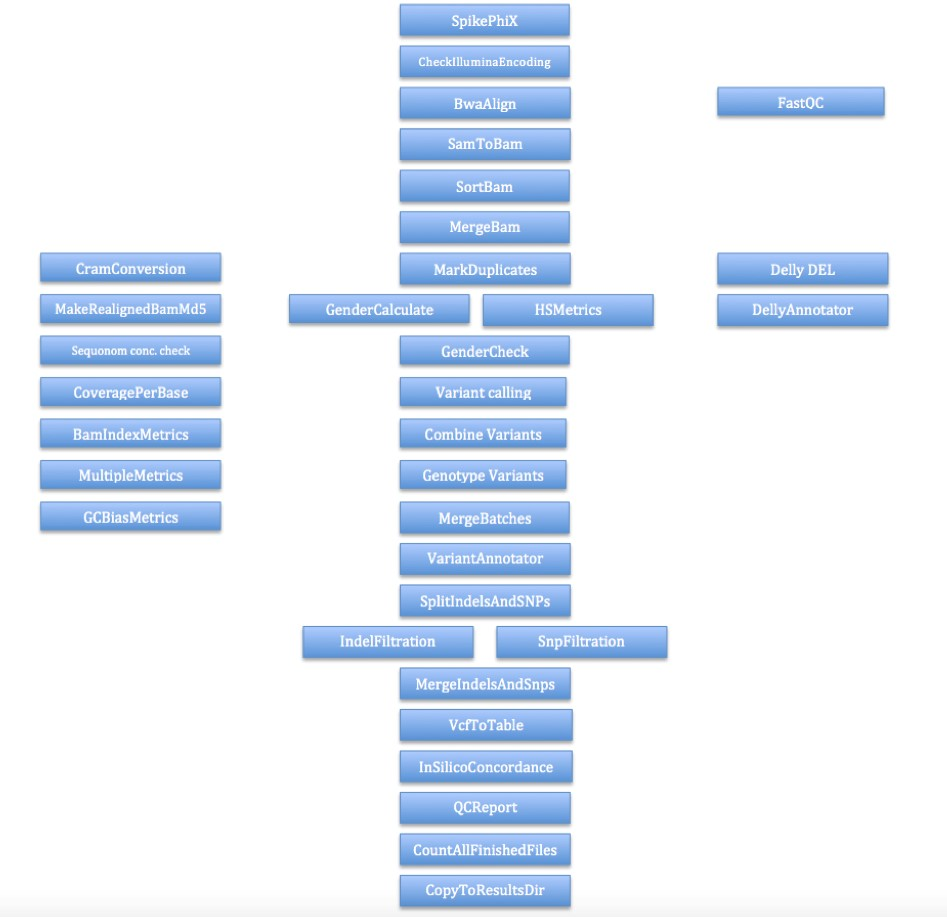 SpikePhiX
CheckIlluminaEncoding
BwaAlign
FastQC
SamToBam
SortBam
MergeBam
CramConversion
MarkDuplicates
Delly DEL
MakeRealignedBamMd5
GenderCalculate
HSMetrics
DellyAnnotator
Sequonom conc. check
GenderCheck
CoveragePerBase
Variant calling
BamIndexMetrics
Combine Variants
MultipleMetrics
Genotype Variants
GCBiasMetrics
MergeBatches
VariantAnnotator
SplitIndelsAndSNPs
IndelFiltration
SnpFiltration
MergeIndelsAndSnps
VcfToTable
InSilicoConcordance
QCReport
CountAllFinishedFiles
CopyToResultsDir